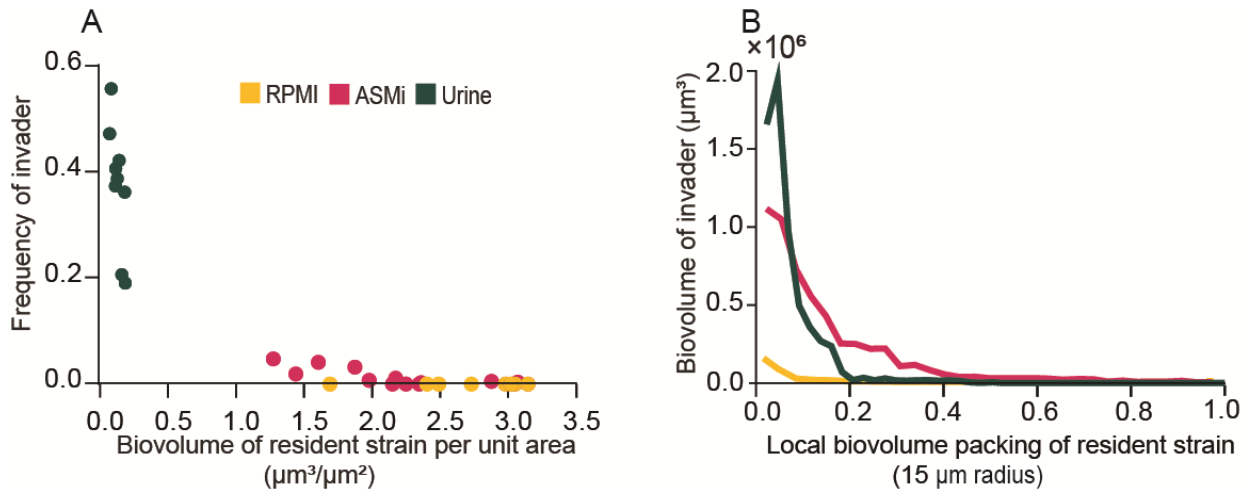 A
Frequency of invader
0.6
0.4
0.2
0.0
RPMI ASMi Urine
0.0 0.5 1.0 1.5 2.0 2.5 3.0 3.5
Biovolume of resident strain per unit area
(µm³/µm²)
B
×10⁶
Biovolume of invader (µm³)
2.0
1.5
1.0
0.5
0.0
0.0 0.2 0.4 0.6 0.8 1.0
Local biovolume packing of resident strain
(15 µm radius)